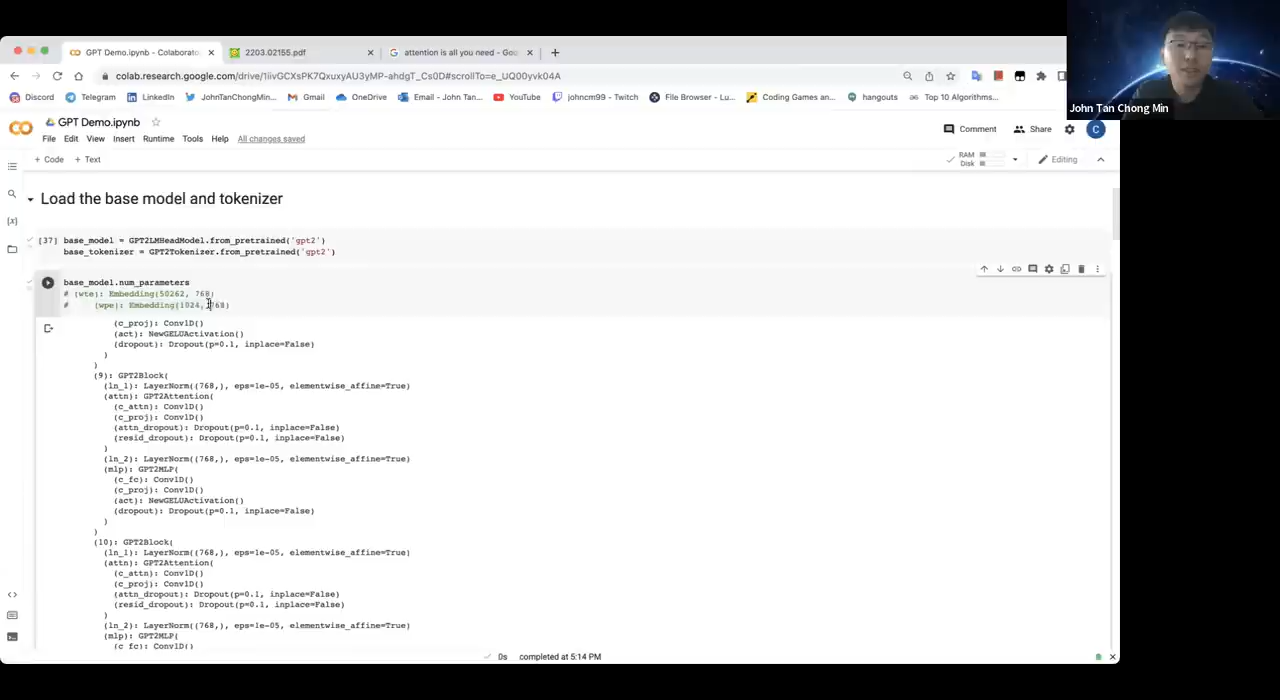 GPT Demo.ipynb - Colaborato
2203.02155.pdf
attention is all you need - Goo
colab.research.google.com/drive/1iivGCXsPK7QxuxyAU3yMP-ahdgT_Cs0D#scrollTo=e_UQ00yvk04A
Discord
Telegram
LinkedIn
JohnTanChongMin...
Gmail
OneDrive
Email - John Tan...
YouTube
johncm99 - Twitch
File Browser - Lu...
Coding Games an...
hangouts
Top 10 Algorithms...
John Tan Chong Min
GPT Demo.ipynb
Comment
Share
C
File Edit View Insert Runtime Tools Help All changes saved
+ Code + Text
RAM
Disk
Editing
Load the base model and tokenizer
[37] base_model = GPT2LMHeadModel.from_pretrained('gpt2')
base_tokenizer = GPT2Tokenizer.from_pretrained('gpt2')
base_model.num_parameters
# (wte): Embedding(50262, 768)
# (wpe): Embedding(1024, 768)
(c_proj): Conv1D()
(act): NewGELUActivation()
(dropout): Dropout(p=0.1, inplace=False)
)
)
(9): GPT2Block(
(ln_1): LayerNorm((768,), eps=1e-05, elementwise_affine=True)
(attn): GPT2Attention(
(c_attn): Conv1D()
(c_proj): Conv1D()
(attn_dropout): Dropout(p=0.1, inplace=False)
(resid_dropout): Dropout(p=0.1, inplace=False)
)
(ln_2): LayerNorm((768,), eps=1e-05, elementwise_affine=True)
(mlp): GPT2MLP(
(c_fc): Conv1D()
(c_proj): Conv1D()
(act): NewGELUActivation()
(dropout): Dropout(p=0.1, inplace=False)
)
)
(10): GPT2Block(
(ln_1): LayerNorm((768,), eps=1e-05, elementwise_affine=True)
(attn): GPT2Attention(
(c_attn): Conv1D()
(c_proj): Conv1D()
(attn_dropout): Dropout(p=0.1, inplace=False)
(resid_dropout): Dropout(p=0.1, inplace=False)
)
(ln_2): LayerNorm((768,), eps=1e-05, elementwise_affine=True)
(mlp): GPT2MLP(
(c_fc): Conv1D()
0s completed at 5:14 PM